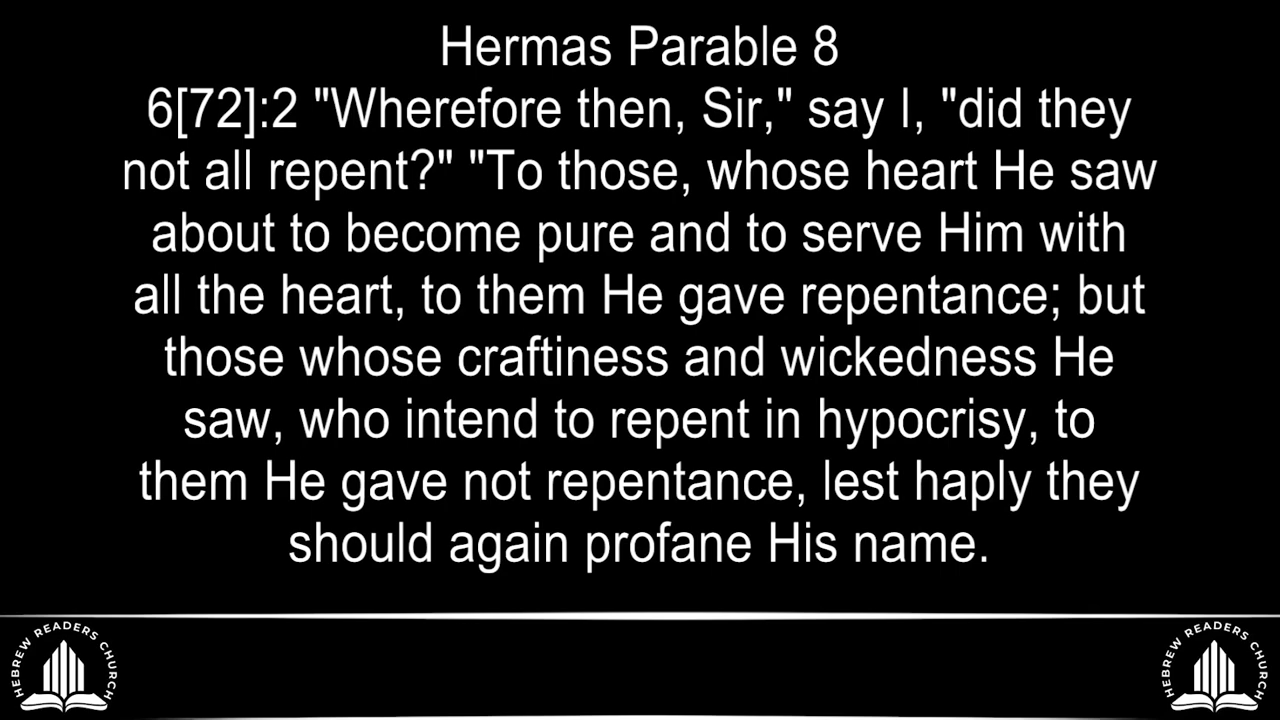 Hermas Parable 8
6[72]:2 "Wherefore then, Sir," say I, "did they
not all repent?" "To those, whose heart He saw
about to become pure and to serve Him with
all the heart, to them He gave repentance; but
those whose craftiness and wickedness He
saw, who intend to repent in hypocrisy, to
them He gave not repentance, lest haply they
should again profane His name.
HEBREW READERS CHURCH
HEBREW READERS CHURCH